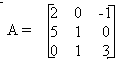 A = [2 0 -1
5 1 0
0 1 3]